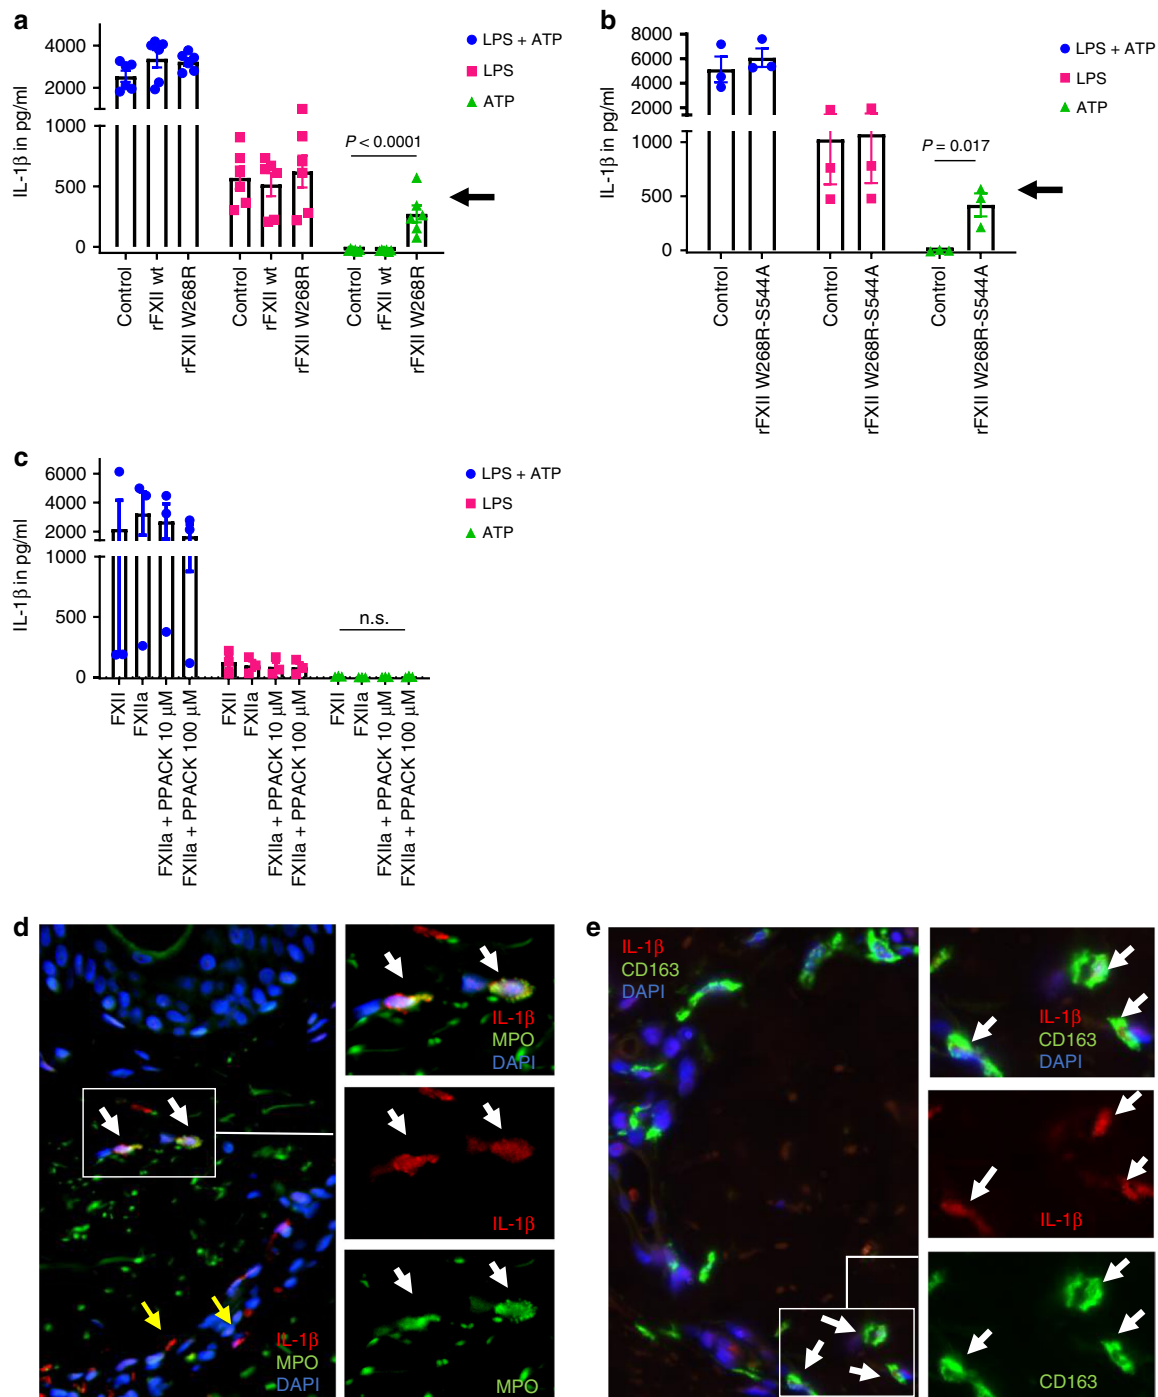 a
IL-1β in pg/ml
4000
2000
1000
500
0
LPS + ATP
LPS
ATP
P < 0.0001
Control
rFXII wt
rFXII W268R
Control
rFXII wt
rFXII W268R
Control
rFXII wt
rFXII W268R
b
IL-1β in pg/ml
8000
6000
4000
2000
1000
500
0
LPS + ATP
LPS
ATP
P = 0.017
Control
rFXII W268R-S544A
Control
rFXII W268R-S544A
Control
rFXII W268R-S544A
c
IL-1β in pg/ml
6000
4000
2000
1000
500
0
LPS + ATP
LPS
ATP
n.s.
FXII
FXIIa
FXIIa + PPACK 10 μM
FXIIa + PPACK 100 μM
FXII
FXIIa
FXIIa + PPACK 10 μM
FXIIa + PPACK 100 μM
FXII
FXIIa
FXIIa + PPACK 10 μM
FXIIa + PPACK 100 μM
d
IL-1β
MPO
DAPI
IL-1β
MPO
DAPI
IL-1β
MPO
e
IL-1β
CD163
DAPI
IL-1β
CD163
DAPI
IL-1β
CD163